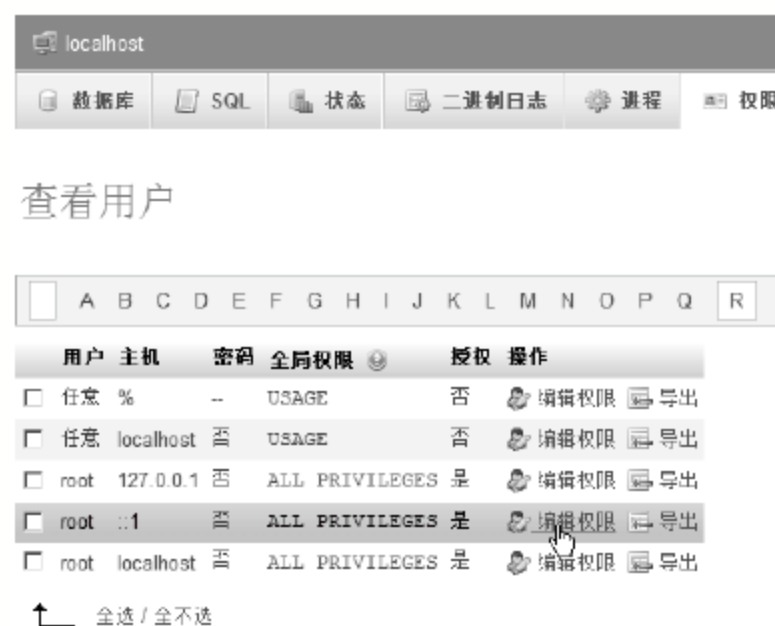 localhost
数据库 SQL 状态 二进制日志 进程 权限
查看用户
A B C D E F G H I J K L M N O P Q R
用户 主机 密码 全局权限 授权 操作
任意 % -- USAGE 否 编辑权限 导出
任意 localhost 否 USAGE 否 编辑权限 导出
root 127.0.0.1 否 ALL PRIVILEGES 是 编辑权限 导出
root ::1 否 ALL PRIVILEGES 是 编辑权限 导出
root localhost 否 ALL PRIVILEGES 是 编辑权限 导出
全选 / 全不选